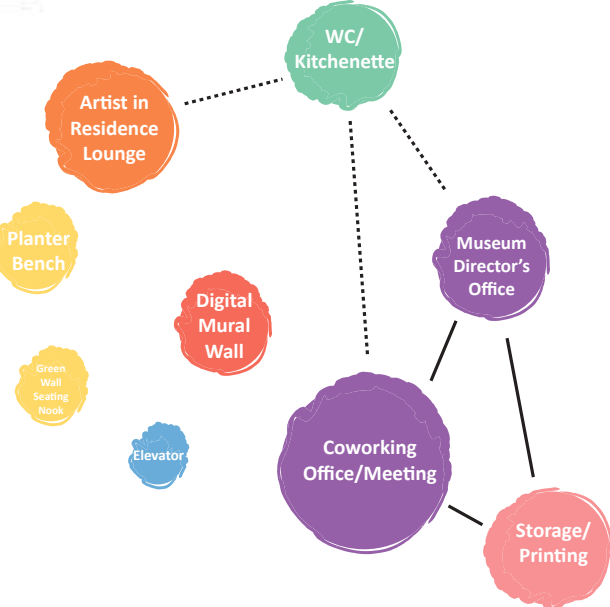 WC/
Kitchenette
Artist in
Residence
Lounge
Planter
Bench
Museum
Director's
Office
Digital
Mural
Wall
Green
Wall
Seating
Nook
Elevator
Coworking
Office/Meeting
Storage/
Printing